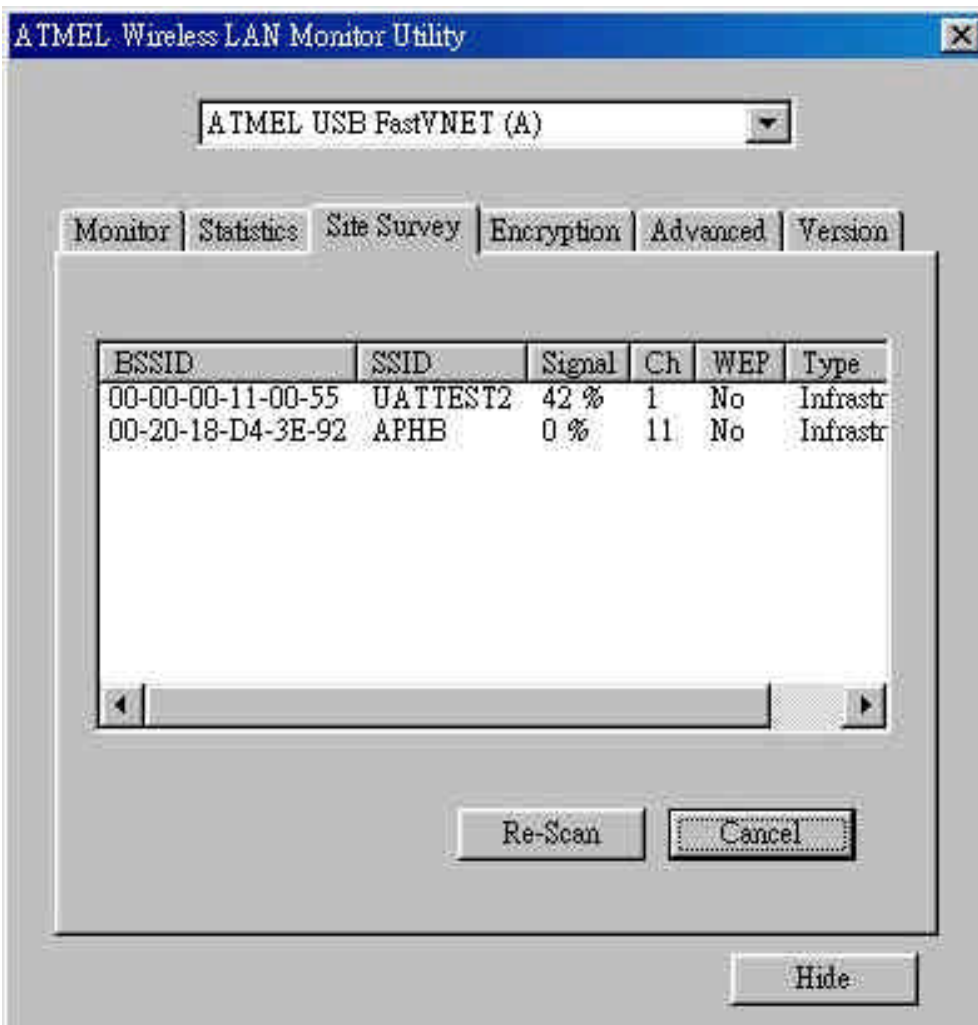 ATMEL Wireless LAN Monitor Utility
ATMEL USB FastVNET (A)
Monitor Statistics Site Survey Encryption Advanced Version
BSSID SSID Signal Ch WEP Type
00-00-00-11-00-55 UATTEST2 42 % 1 No Infrastr
00-20-18-D4-3E-92 APHB 0 % 11 No Infrastr
Re-Scan Cancel
Hide